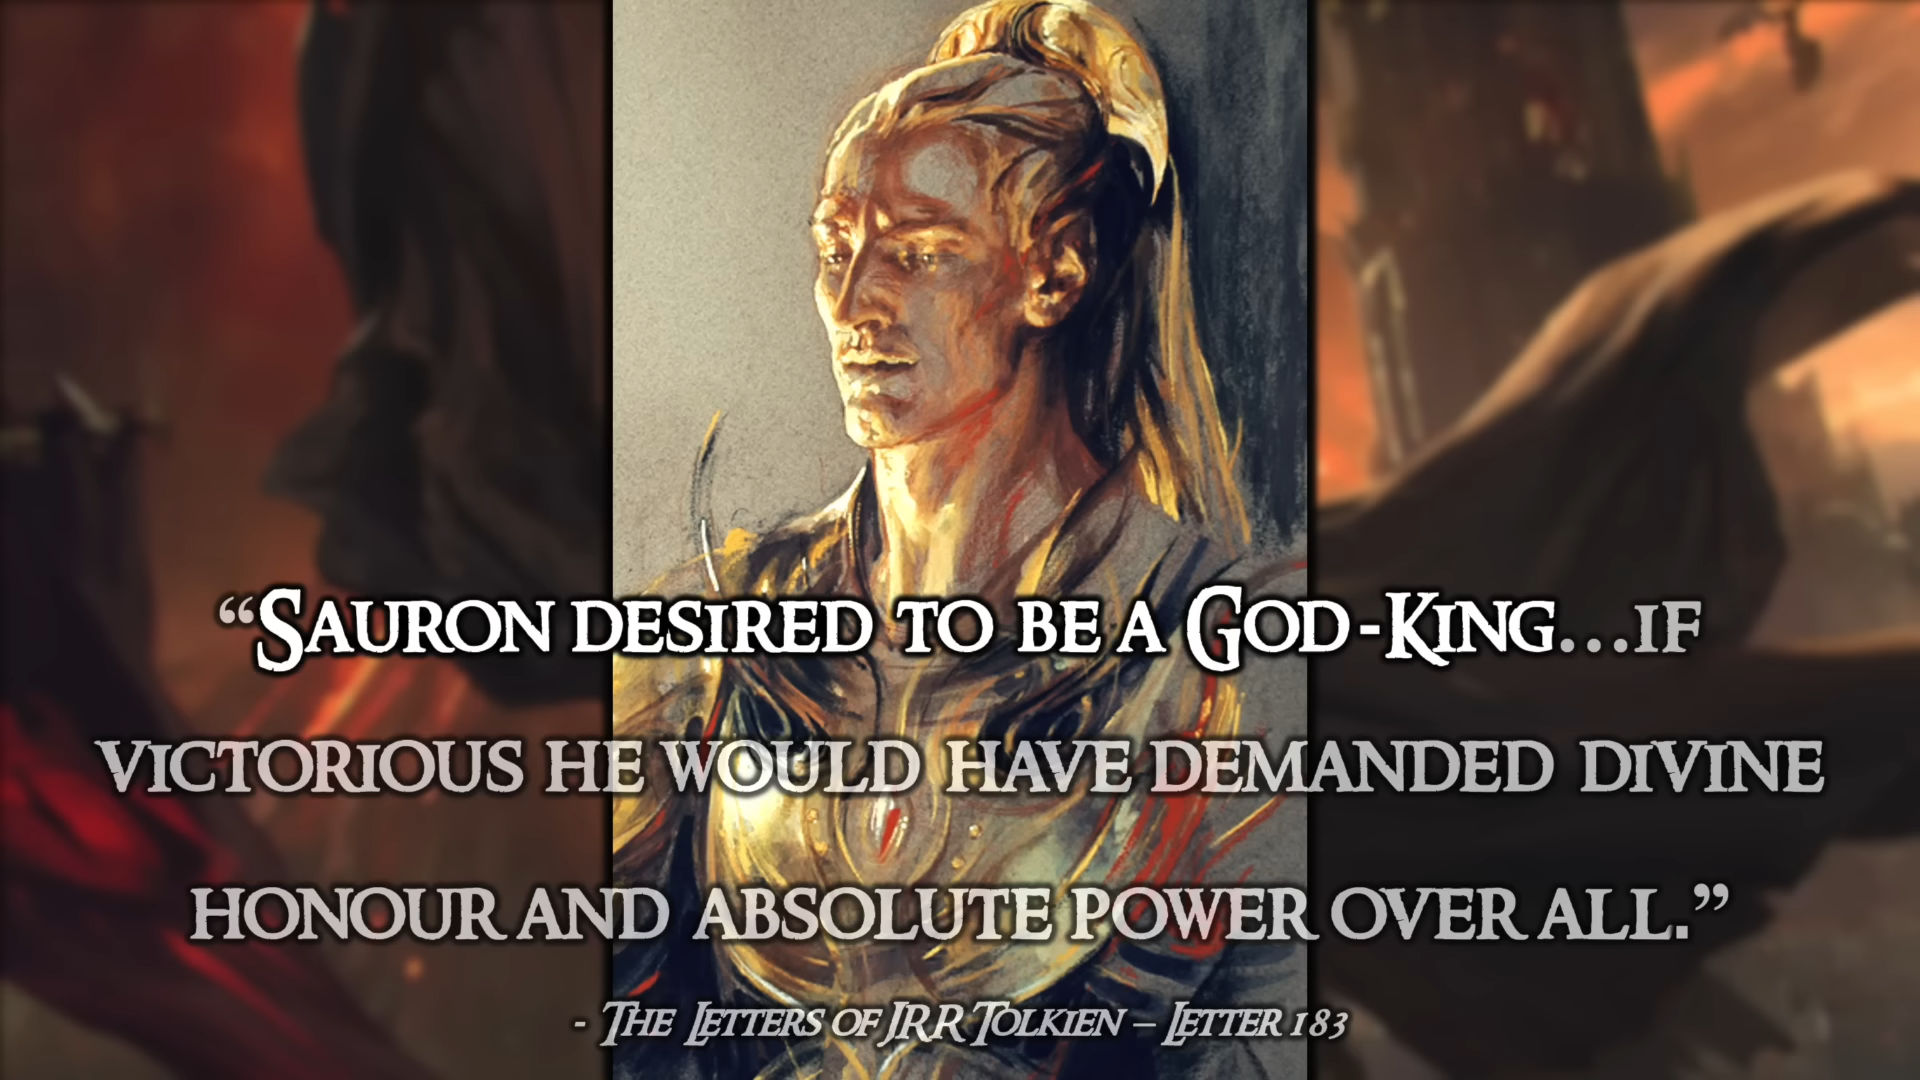 “Sauron desired to be a God-King...if
victorious he would have demanded divine
honour and absolute power over all.”
- The Letters of JRR Tolkien – Letter 183